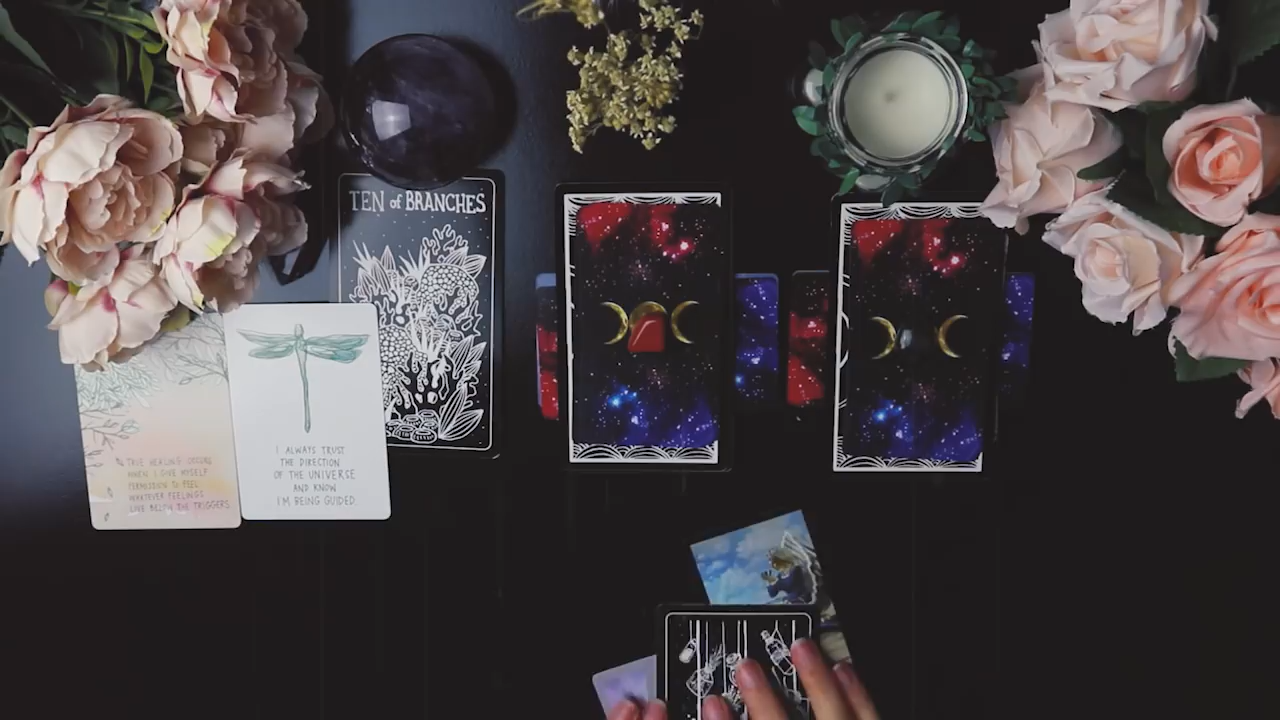 TEN of BRANCHES
TRUE HEALING OCCURS
WHEN I GIVE MYSELF
PERMISSION TO FEEL
WHATEVER FEELINGS
LIVE BELOW THE TRIGGERS
I ALWAYS TRUST
THE DIRECTION
OF THE UNIVERSE
AND KNOW
I'M BEING GUIDED.